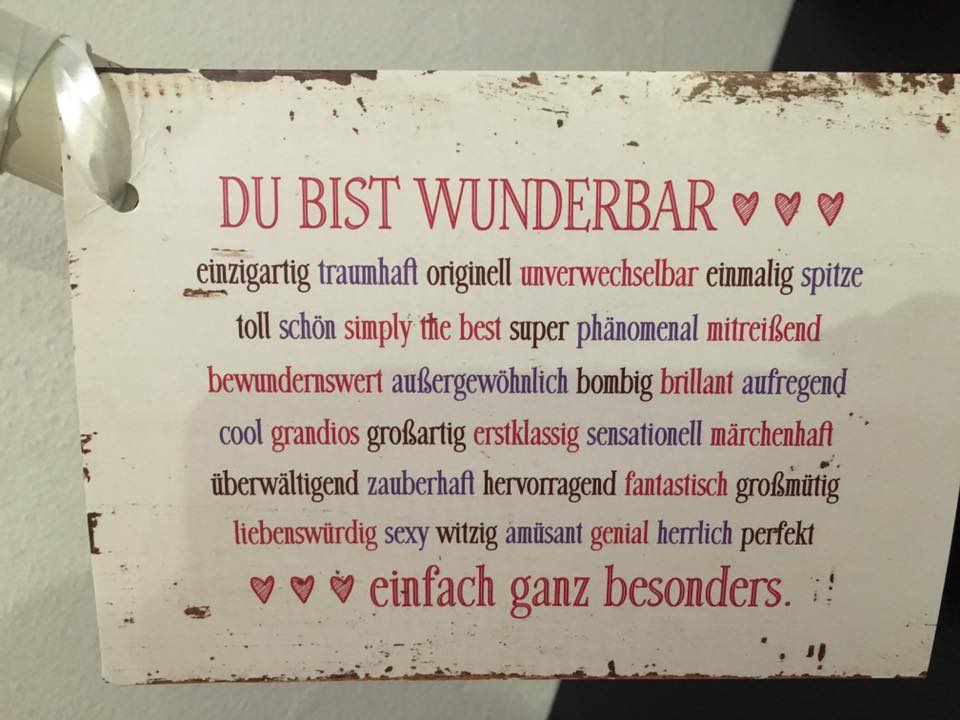 DU BIST WUNDERBAR ♥ ♥ ♥
einzigartig traumhaft originell unverwechselbar einmalig spitze
toll schön simply the best super phänomenal mitreißend
bewundernswert außergewöhnlich bombig brillant aufregend
cool grandios großartig erstklassig sensationell märchenhaft
überwältigend zauberhaft hervorragend fantastisch großmütig
liebenswürdig sexy witzig amüsant genial herrlich perfekt
♥ ♥ ♥ einfach ganz besonders.